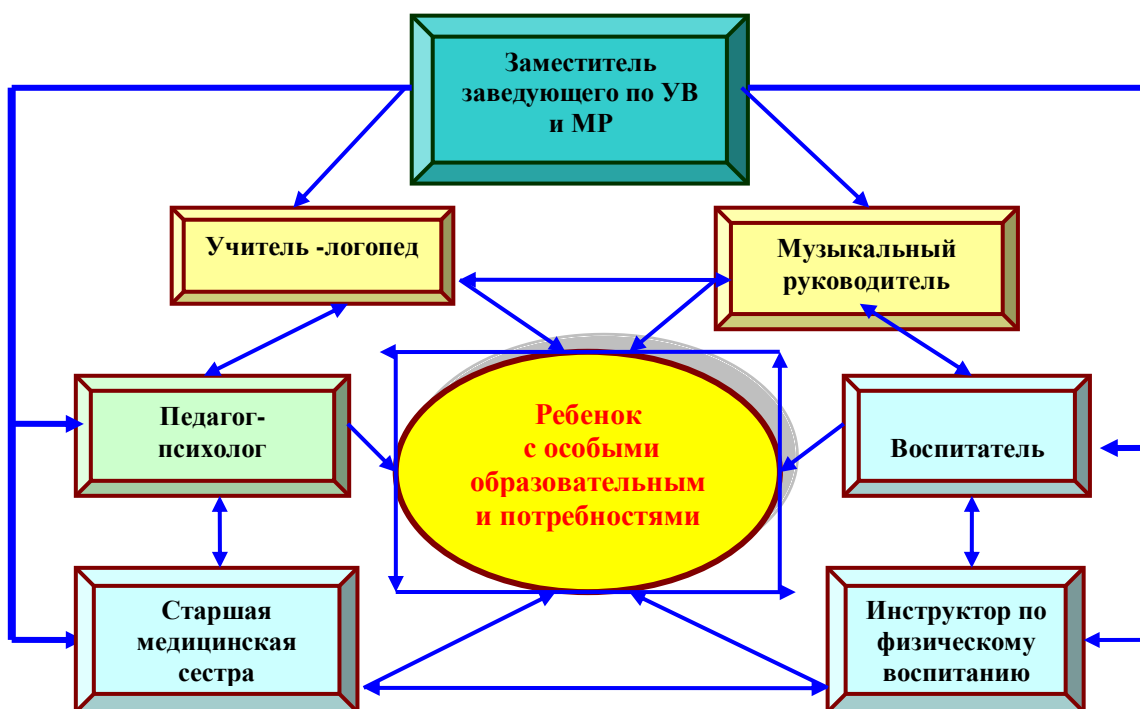 Заместитель
заведующего по УВ
и МР
Учитель -логопед
Музыкальный
руководитель
Педагог-
психолог
Ребенок
с особыми
образовательным
и потребностями
Воспитатель
Старшая
медицинская
сестра
Инструктор по
физическому
воспитанию